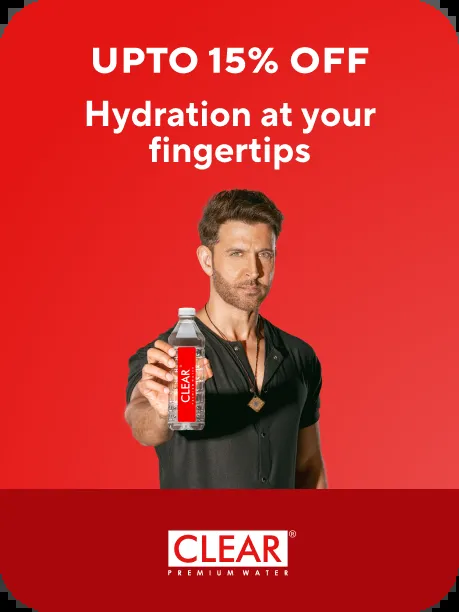 UPTO 15% OFF
Hydration at your
fingertips
CLEAR
CLEAR®
PREMIUM WATER